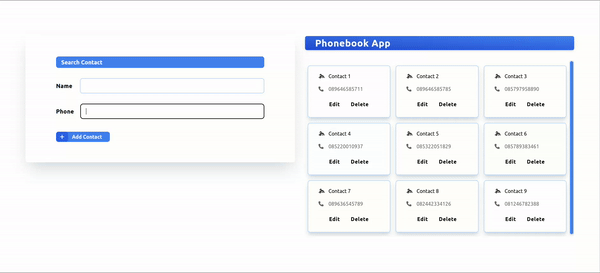 Search Contact
Name
Phone
+ Add Contact
Phonebook App
Contact 1
089646585711
Edit Delete
Contact 2
089646585785
Edit Delete
Contact 3
085797958890
Edit Delete
Contact 4
085220010937
Edit Delete
Contact 5
085322051829
Edit Delete
Contact 6
085789383461
Edit Delete
Contact 7
089636545789
Edit Delete
Contact 8
082442334126
Edit Delete
Contact 9
081246782388
Edit Delete